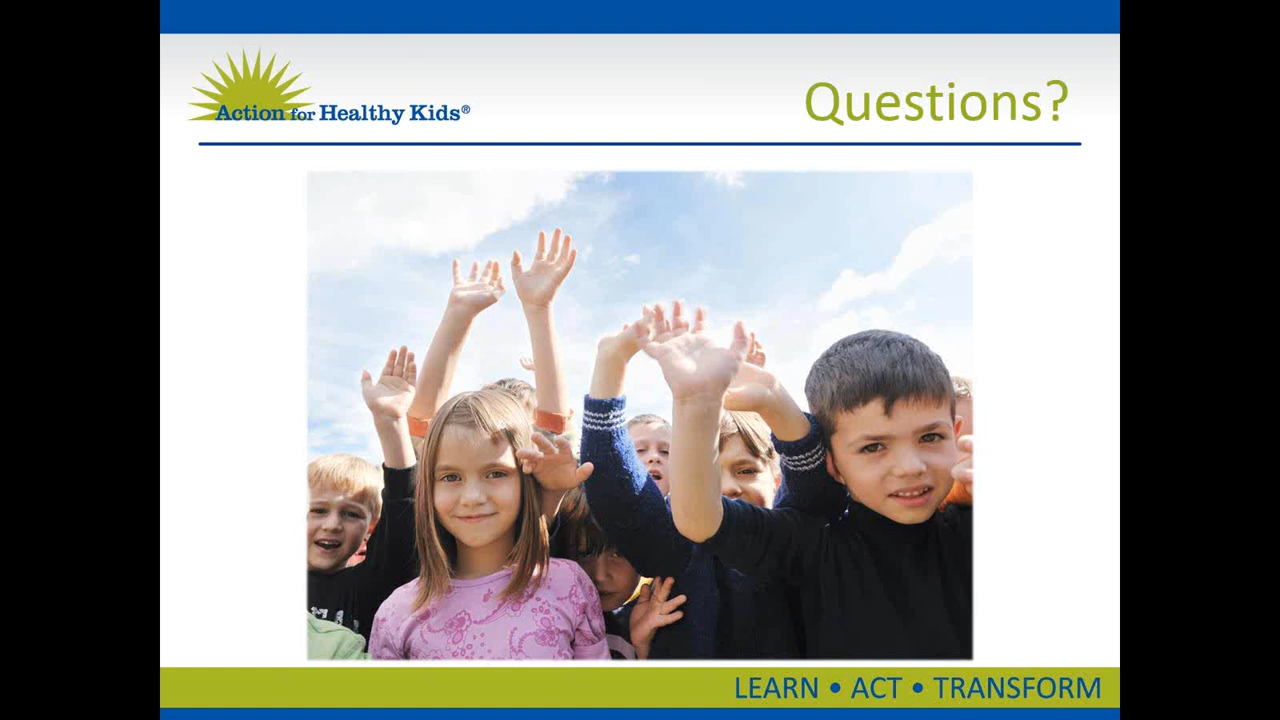 Action for Healthy Kids®
Questions?
LEARN • ACT • TRANSFORM